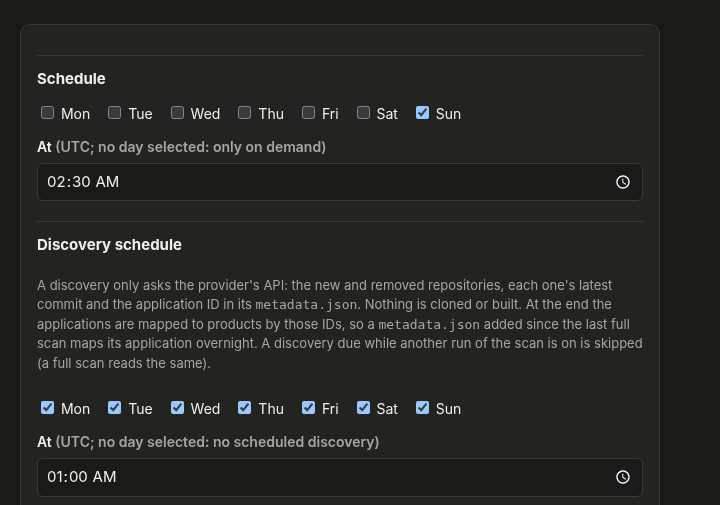 Schedule
Mon Tue Wed Thu Fri Sat Sun
At (UTC; no day selected: only on demand)
02:30 AM
Discovery schedule
A discovery only asks the provider's API: the new and removed repositories, each one's latest
commit and the application ID in its metadata.json. Nothing is cloned or built. At the end the
applications are mapped to products by those IDs, so a metadata.json added since the last full
scan maps its application overnight. A discovery due while another run of the scan is on is skipped
(a full scan reads the same).
Mon Tue Wed Thu Fri Sat Sun
At (UTC; no day selected: no scheduled discovery)
01:00 AM